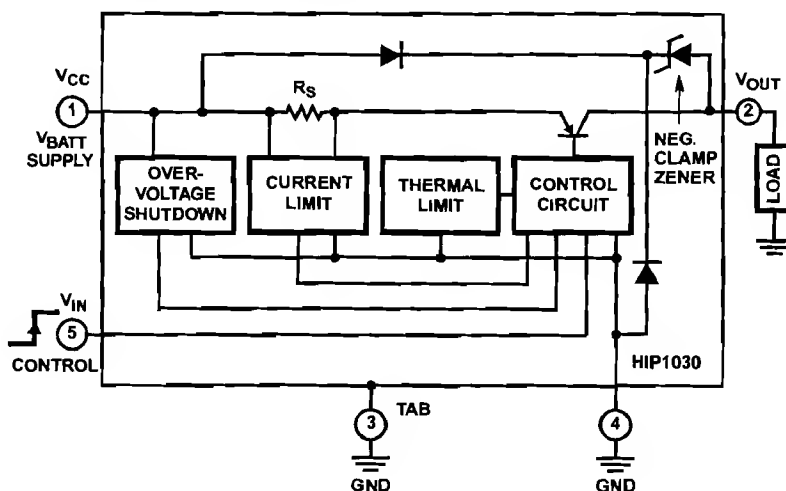 VCC
1
VBATT
SUPPLY
RS
VOUT
2
NEG.
CLAMP
ZENER
LOAD
OVER-
VOLTAGE
SHUTDOWN
CURRENT
LIMIT
THERMAL
LIMIT
CONTROL
CIRCUIT
VIN
5
CONTROL
HIP1030
3
TAB
4
GND
GND